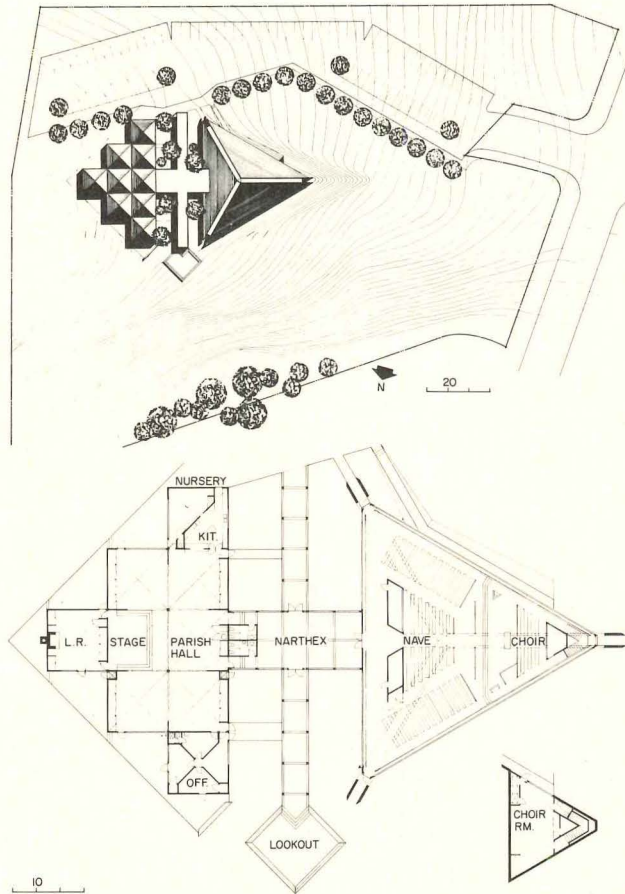 N
20
NURSERY
KIT.
L.R.
STAGE
PARISH
HALL
NARTHEX
NAVE
CHOIR
OFF.
CHOIR
RM.
LOOKOUT
10